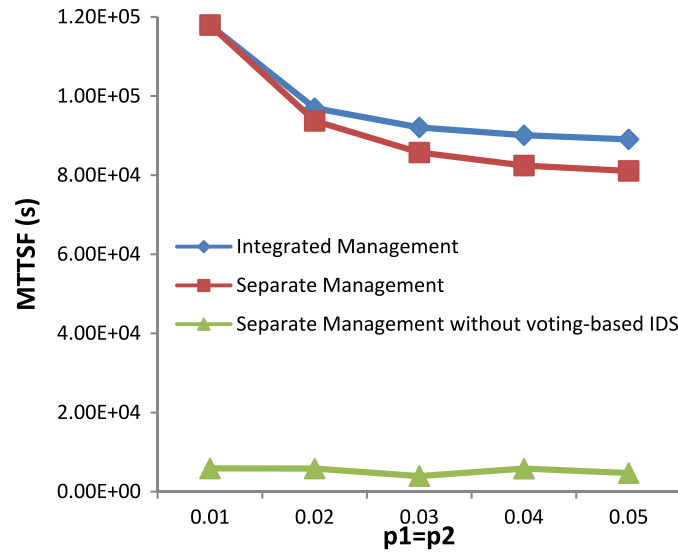 1.20E+05
1.00E+05
8.00E+04
6.00E+04
4.00E+04
2.00E+04
0.00E+00
MTTSF (s)
Integrated Management
Separate Management
Separate Management without voting-based IDS
0.01 0.02 0.03 0.04 0.05
p1=p2